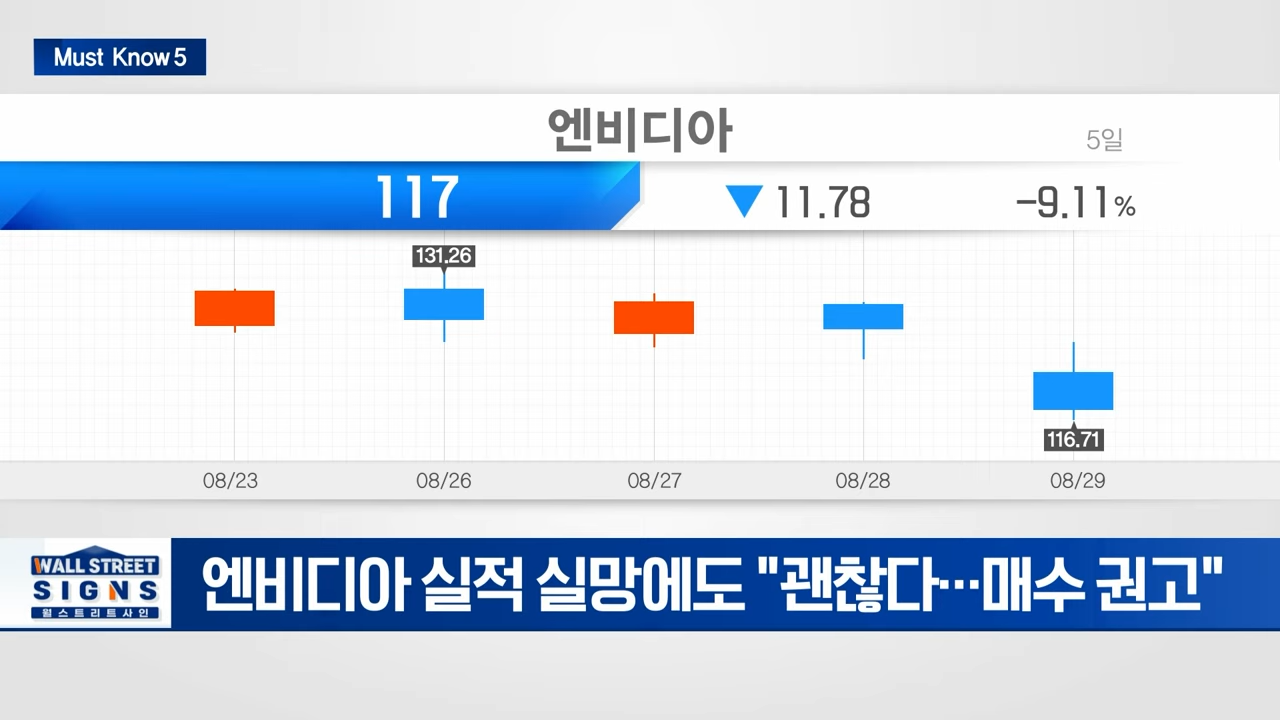 Must Know 5
엔비디아
5일
117 ▼ 11.78 -9.11%
131.26
116.71
08/23 08/26 08/27 08/28 08/29
WALL STREET
SIGNS
월스트리트사인
엔비디아 실적 실망에도 "괜찮다…매수 권고"